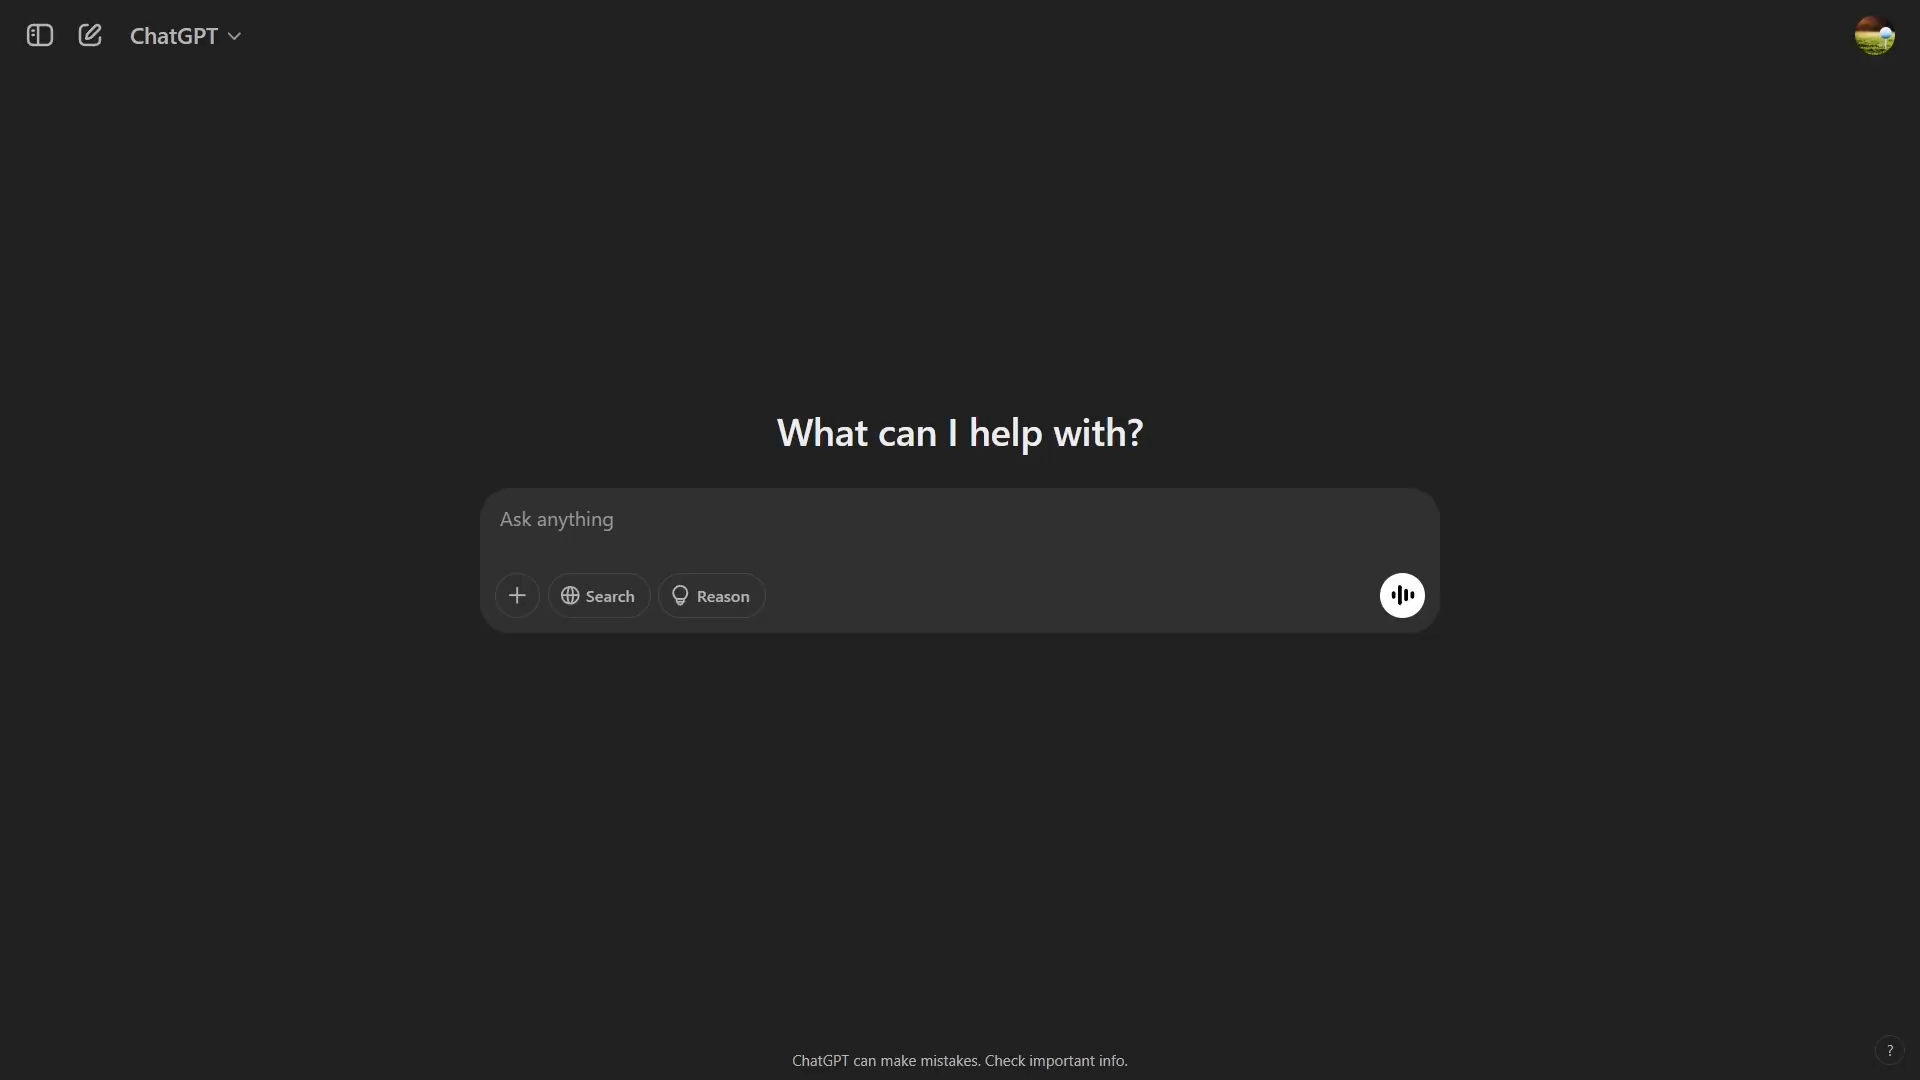 ChatGPT
What can I help with?
Ask anything
Search
Reason
ChatGPT can make mistakes. Check important info.
?